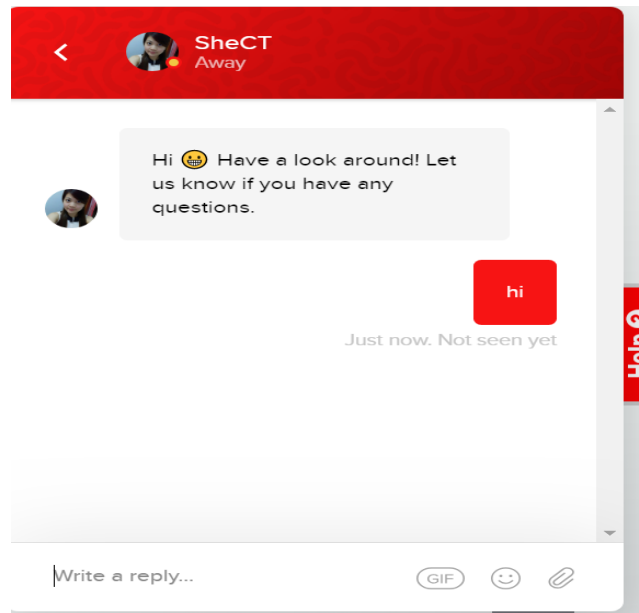 SheCT
Away
Hi 😀 Have a look around! Let
us know if you have any
questions.
hi
Just now. Not seen yet
Help
Write a reply...
GIF